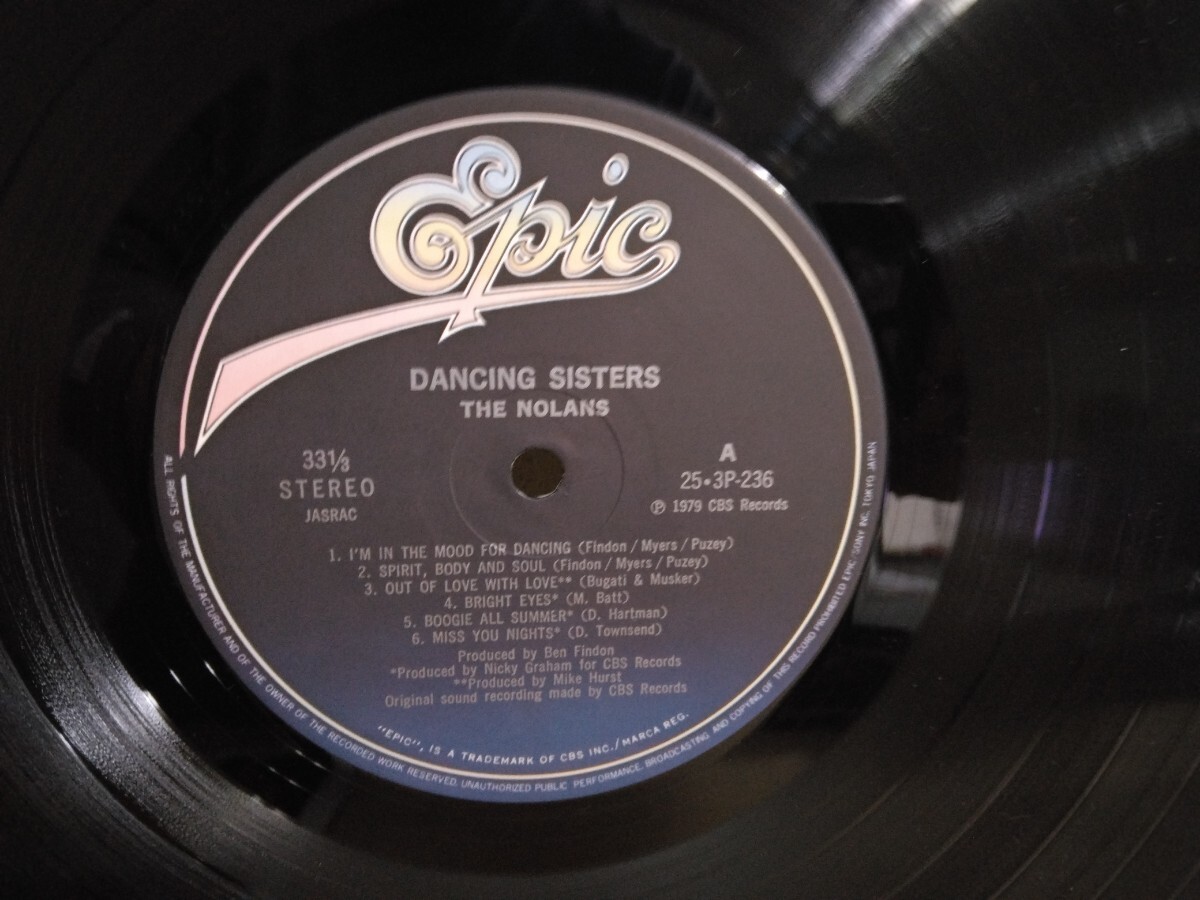 Epic
DANCING SISTERS
THE NOLANS
33⅓
STEREO
JASRAC
A
25・3P-236
Ⓟ 1979 CBS Records
1. I'M IN THE MOOD FOR DANCING (Findon / Myers / Puzey)
2. SPIRIT, BODY AND SOUL (Findon / Myers / Puzey)
3. OUT OF LOVE WITH LOVE** (Bugati & Musker)
4. BRIGHT EYES* (M. Batt)
5. BOOGIE ALL SUMMER* (D. Hartman)
6. MISS YOU NIGHTS* (D. Townsend)
Produced by Ben Findon
*Produced by Nicky Graham for CBS Records
**Produced by Mike Hurst
Original sound recording made by CBS Records
"EPIC", IS A TRADEMARK OF CBS INC./MARCA REG.
ALL RIGHTS OF THE MANUFACTURER AND OF THE OWNER OF THE RECORDED WORK RESERVED. UNAUTHORIZED PUBLIC PERFORMANCE, BROADCASTING AND COPYING OF THIS RECORD PROHIBITED EPIC/SONY INC. TOKYO JAPAN